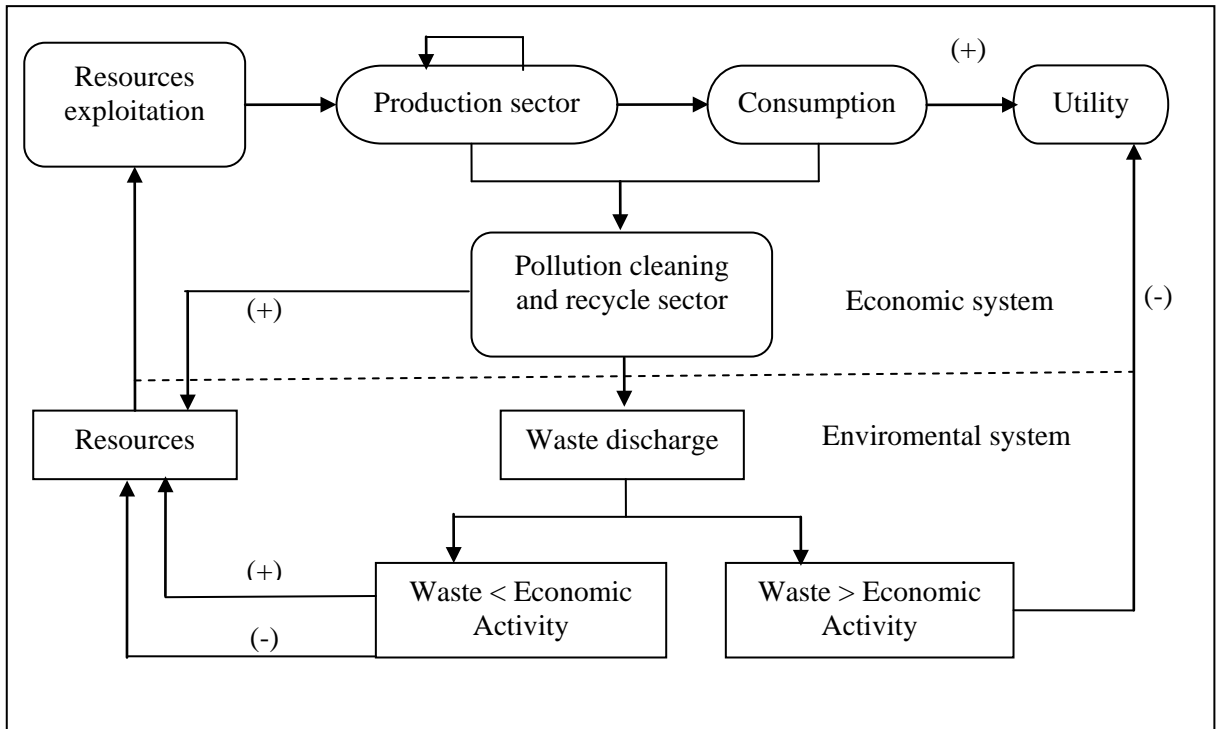 (+)
Resources
exploitation
Production sector
Consumption
Utility
Pollution cleaning
and recycle sector
(+)
Economic system
(-)
Resources
Waste discharge
Enviromental system
(+)
Waste < Economic
Activity
Waste > Economic
Activity
(-)